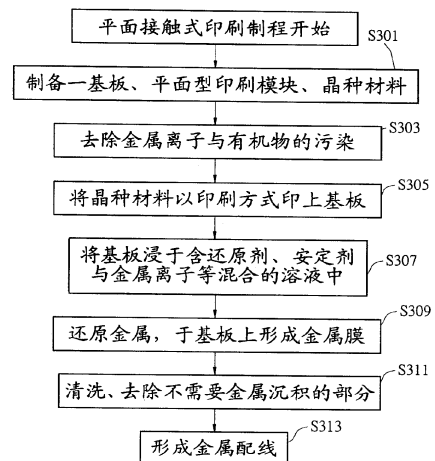 平面接触式印刷制程开始
S301
制备一基板、平面型印刷模块、晶种材料
S303
去除金属离子与有机物的污染
S305
将晶种材料以印刷方式印上基板
S307
将基板浸于含还原剂、安定剂
与金属离子等混合的溶液中
S309
还原金属，于基板上形成金属膜
S311
清洗、去除不需要金属沉积的部分
S313
形成金属配线